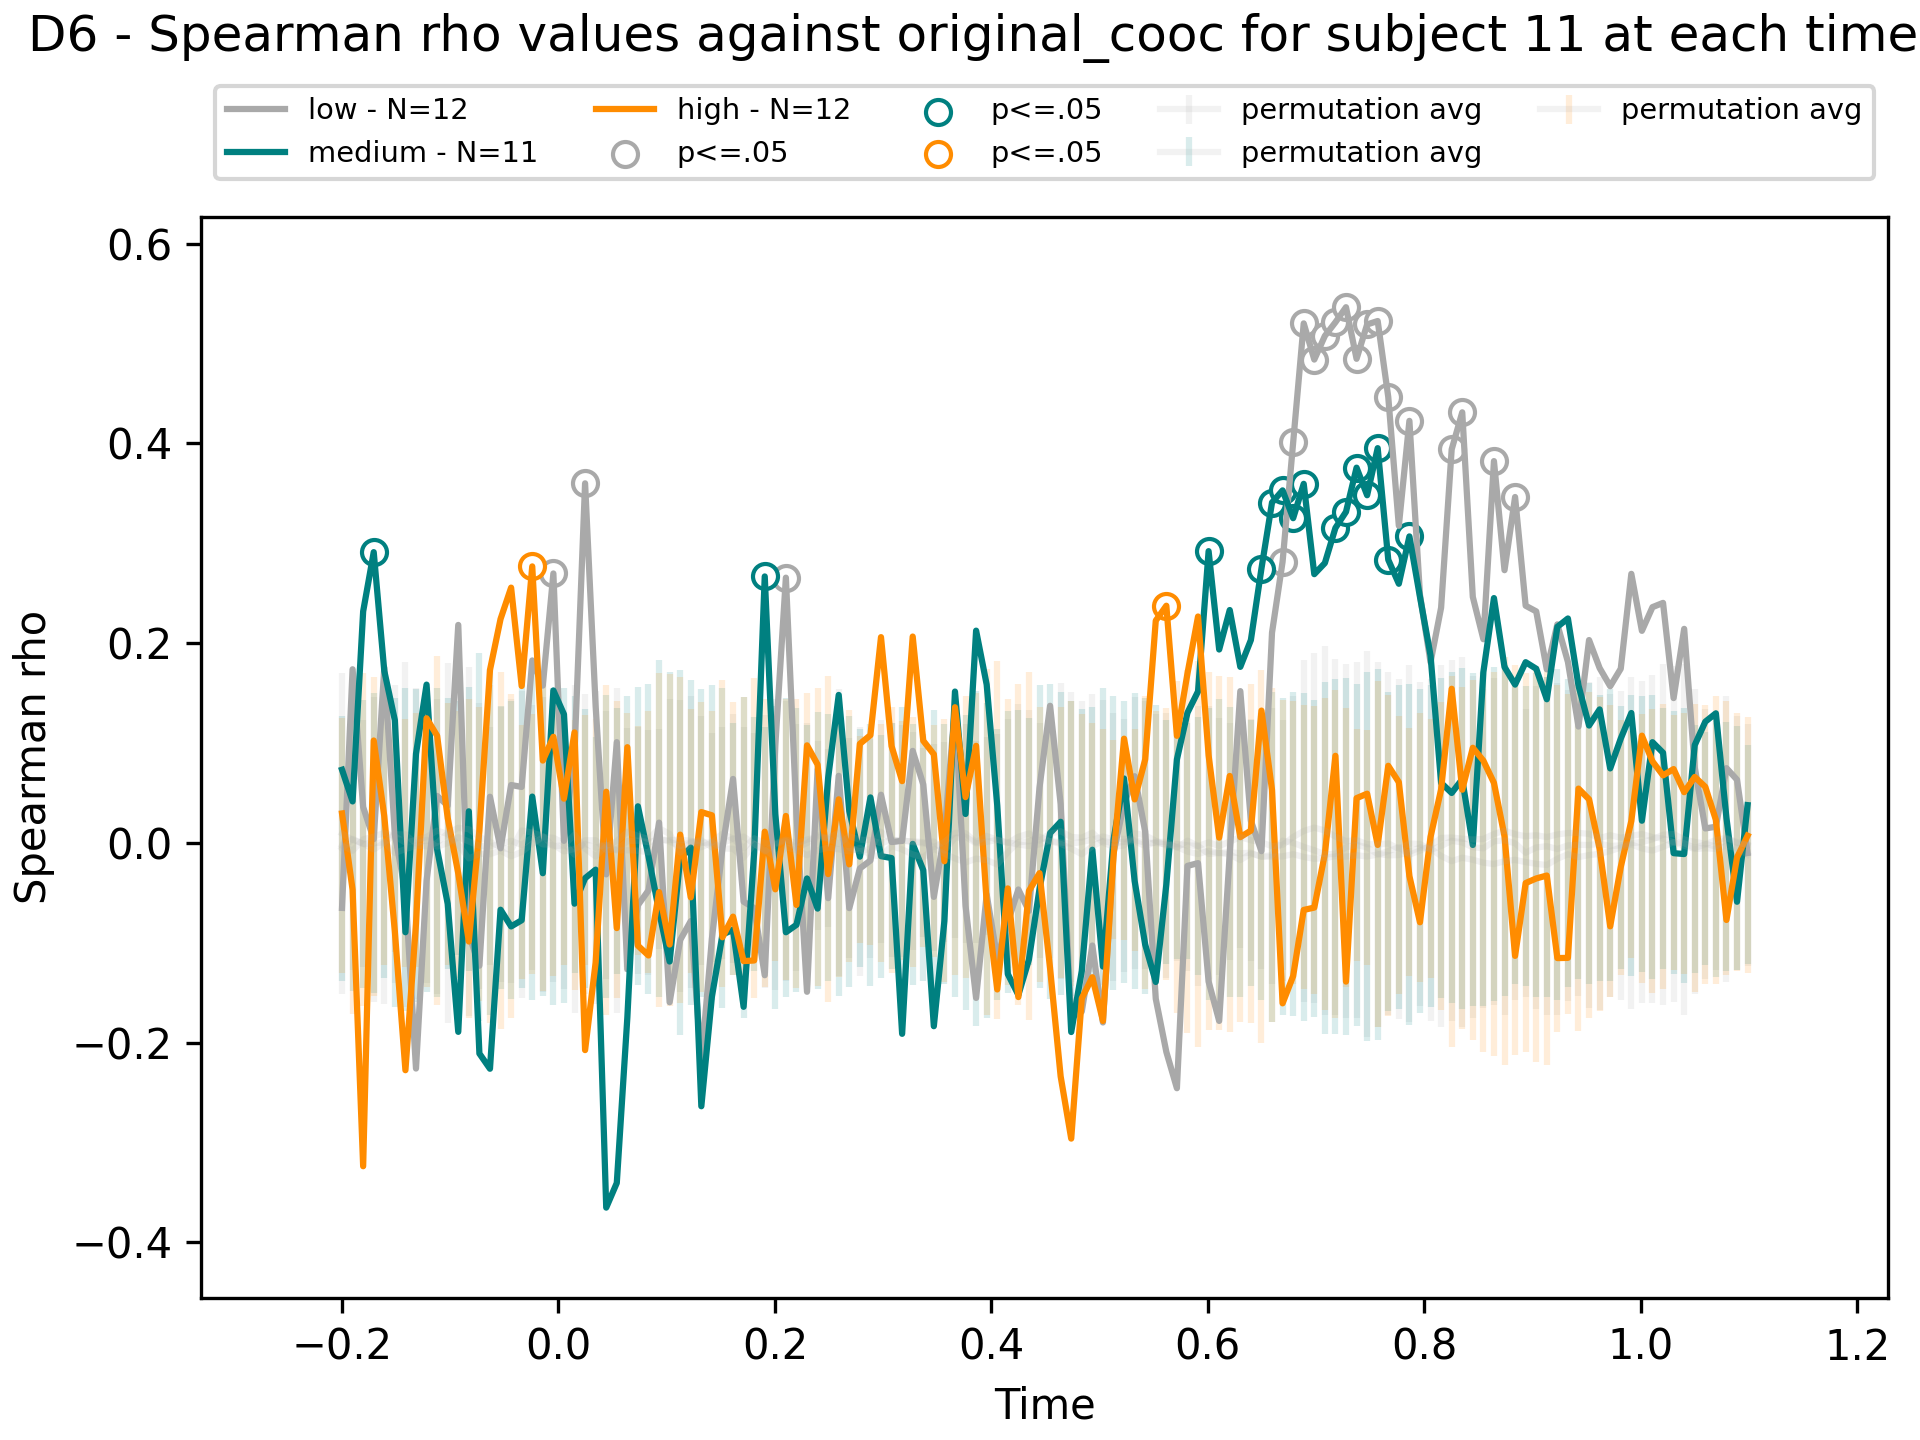 D6 - Spearman rho values against original_cooc for subject 11 at each time
low - N=12
medium - N=11
high - N=12
p<=.05
p<=.05
p<=.05
permutation avg
permutation avg
permutation avg
Spearman rho
0.6
0.4
0.2
0.0
−0.2
−0.4
−0.2
0.0
0.2
0.4
0.6
0.8
1.0
1.2
Time